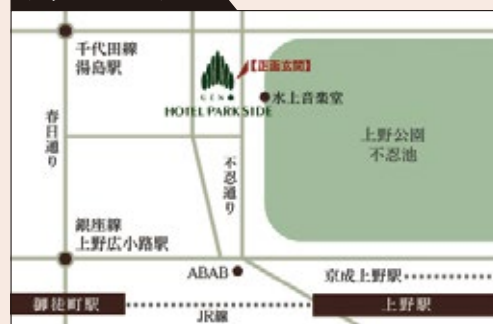 千代田線
湯島駅
【正面玄関】
UENO
HOTEL PARKSIDE
水上音楽堂
上野公園
不忍池
春日通り
不忍通り
銀座線
上野広小路駅
ABAB
京成上野駅
御徒町駅
JR線
上野駅